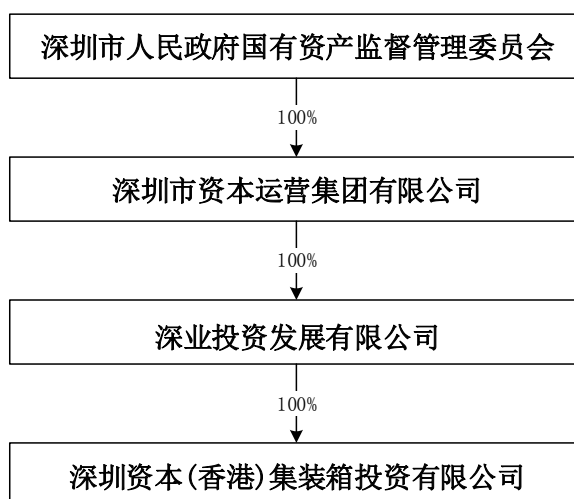 深圳市人民政府国有资产监督管理委员会
100%
深圳市资本运营集团有限公司
100%
深业投资发展有限公司
100%
深圳资本(香港)集装箱投资有限公司